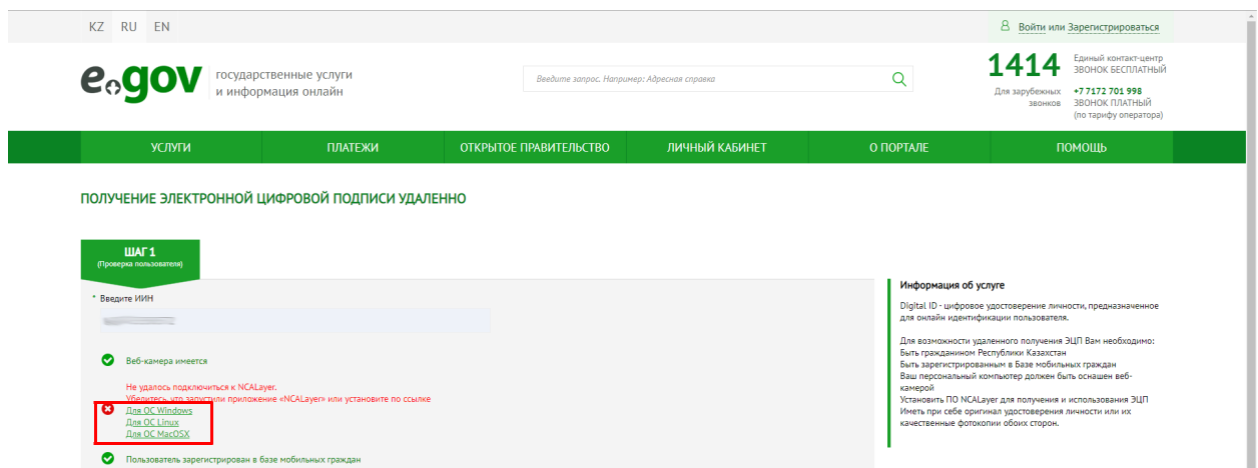 KZ RU EN
Войти или Зарегистрироваться
e.gov
государственные услуги
и информация онлайн
Введите запрос. Например: Адресная справка
1414
Единый контакт-центр
ЗВОНОК БЕСПЛАТНЫЙ
Для зарубежных
звонков
+7 7172 701 998
ЗВОНОК ПЛАТНЫЙ
(по тарифу оператора)
УСЛУГИ ПЛАТЕЖИ ОТКРЫТОЕ ПРАВИТЕЛЬСТВО ЛИЧНЫЙ КАБИНЕТ О ПОРТАЛЕ ПОМОЩЬ
ПОЛУЧЕНИЕ ЭЛЕКТРОННОЙ ЦИФРОВОЙ ПОДПИСИ УДАЛЕННО
ШАГ 1
(Проверка пользователя)
* Введите ИИН
Веб-камера имеется
Не удалось подключиться к NCALayer.
Убедитесь, что запустили приложение «NCALayer» или установите по ссылке
Для ОС Windows
Для ОС Linux
Для ОС MacOSX
Пользователь зарегистрирован в базе мобильных граждан
Информация об услуге
Digital ID - цифровое удостоверение личности, предназначенное
для онлайн идентификации пользователя.
Для возможности удаленного получения ЭЦП Вам необходимо:
Быть гражданином Республики Казахстан
Быть зарегистрированным в Базе мобильных граждан
Ваш персональный компьютер должен быть оснашен веб-
камерой
Установить ПО NCALayer для получения и использования ЭЦП
Иметь при себе оригинал удостоверения личности или их
качественные фотокопии обоих сторон.